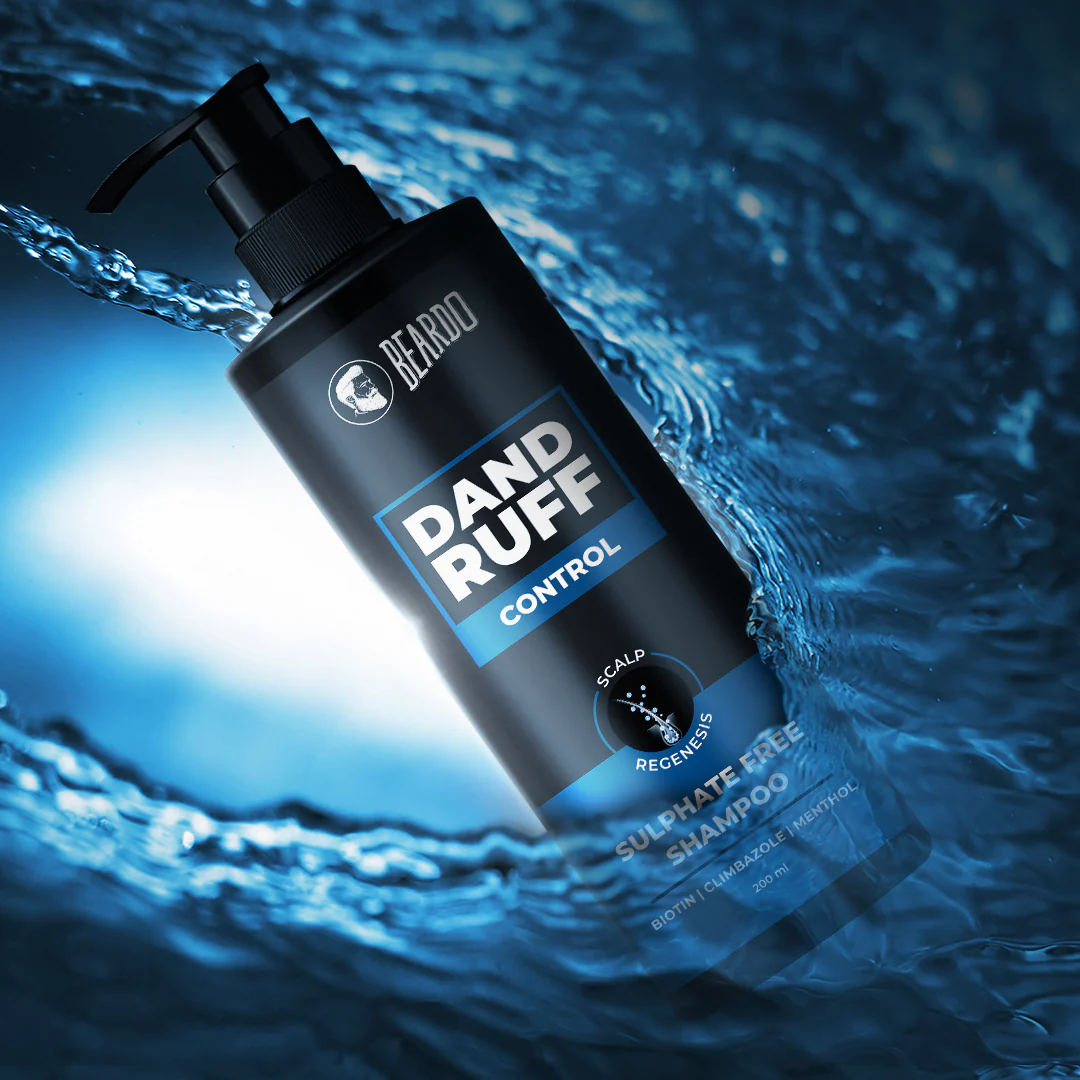 BEARDO
DAND
RUFF
CONTROL
SCALP
REGENESIS
SULPHATE FREE
SHAMPOO
BIOTIN | CLIMBAZOLE | MENTHOL
200 ml